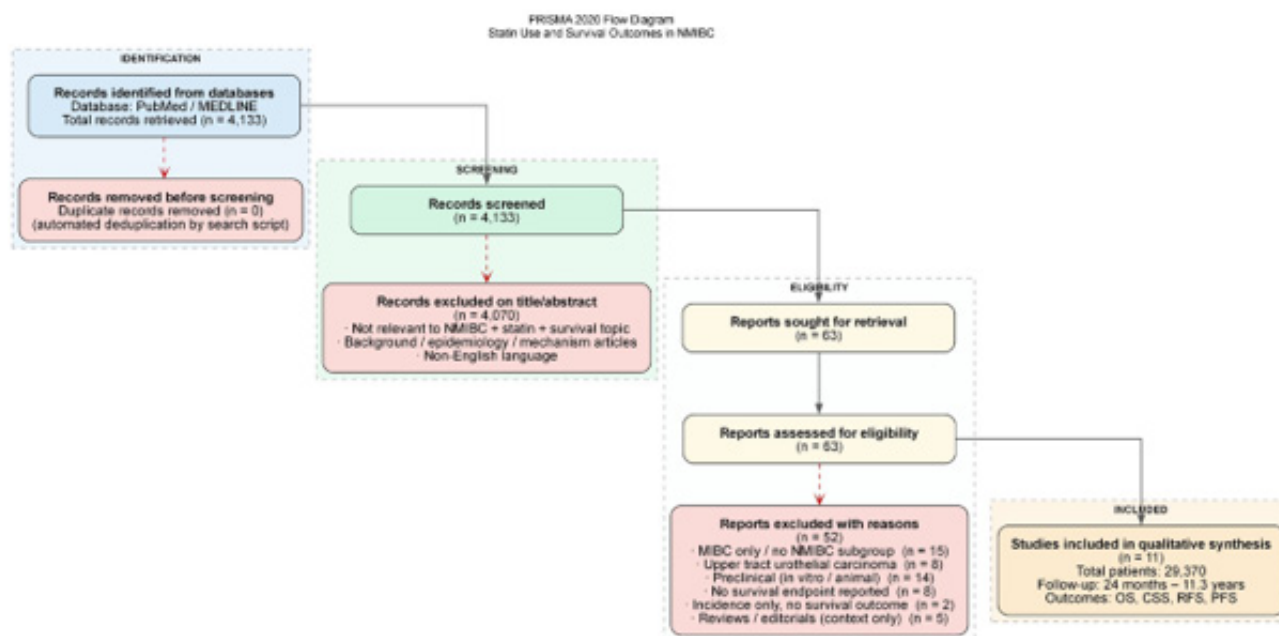 PRISMA 2020 Flow Diagram
Statin Use and Survival Outcomes in NMIBC
IDENTIFICATION
Records identified from databases
Database: PubMed / MEDLINE
Total records retrieved (n = 4,133)
Records removed before screening
Duplicate records removed (n = 0)
(automated deduplication by search script)
SCREENING
Records screened
(n = 4,133)
Records excluded on title/abstract
(n = 4,070)
· Not relevant to NMIBC + statin + survival topic
· Background / epidemiology / mechanism articles
· Non-English language
ELIGIBILITY
Reports sought for retrieval
(n = 63)
Reports assessed for eligibility
(n = 63)
Reports excluded with reasons
(n = 52)
· MIBC only / no NMIBC subgroup (n = 15)
· Upper tract urothelial carcinoma (n = 8)
· Preclinical (in vitro / animal) (n = 14)
· No survival endpoint reported (n = 8)
· Incidence only, no survival outcome (n = 2)
· Reviews / editorials (context only) (n = 5)
INCLUDED
Studies included in qualitative synthesis
(n = 11)
Total patients: 29,370
Follow-up: 24 months – 11.3 years
Outcomes: OS, CSS, RFS, PFS